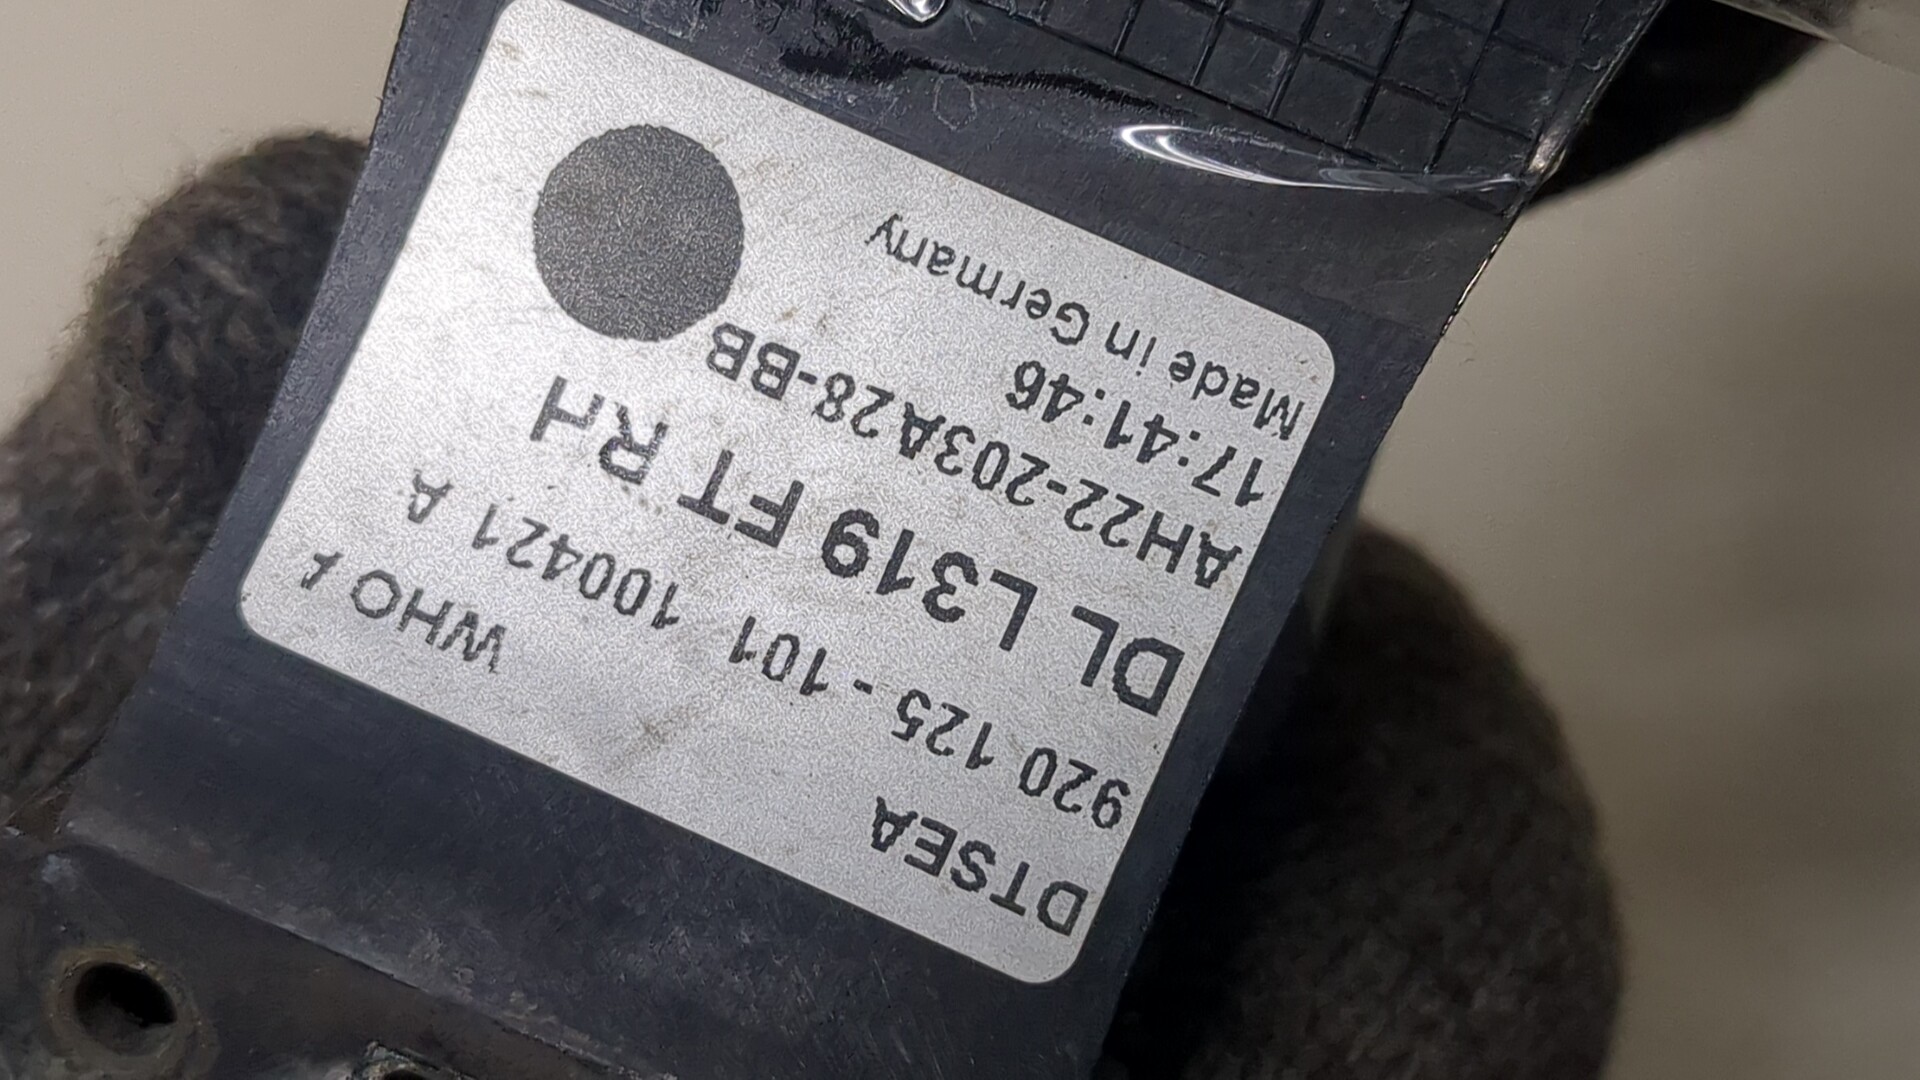 DTSEA WHO
920 125 - 101 100421 A
DL L319 FT RH
AH22-203A28-BB
17:41:46
Made in Germany